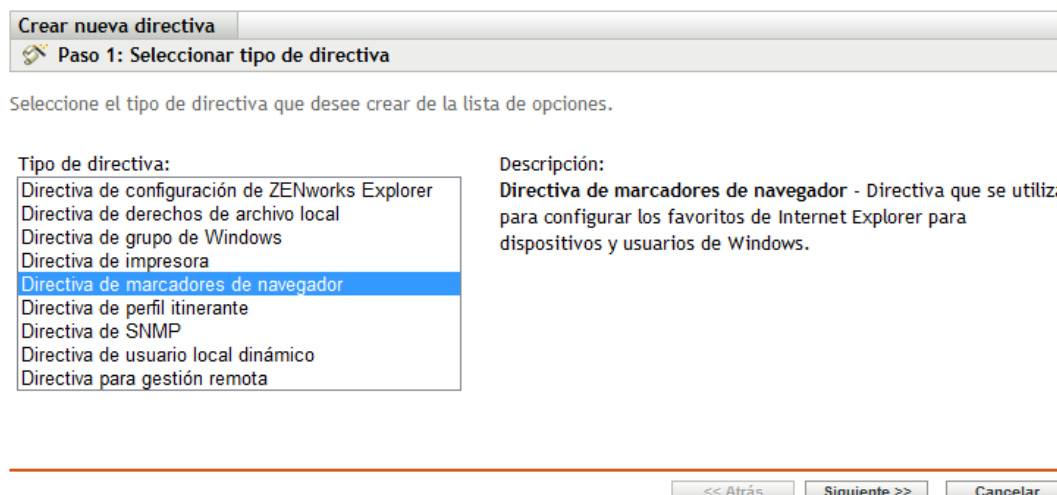 Crear nueva directiva
Paso 1: Seleccionar tipo de directiva
Seleccione el tipo de directiva que desee crear de la lista de opciones.
Tipo de directiva:
Directiva de configuración de ZENworks Explorer
Directiva de derechos de archivo local
Directiva de grupo de Windows
Directiva de impresora
Directiva de marcadores de navegador
Directiva de perfil itinerante
Directiva de SNMP
Directiva de usuario local dinámico
Directiva para gestión remota
Descripción:
Directiva de marcadores de navegador - Directiva que se utiliza
para configurar los favoritos de Internet Explorer para
dispositivos y usuarios de Windows.
<< Atrás
Siguiente >>
Cancelar